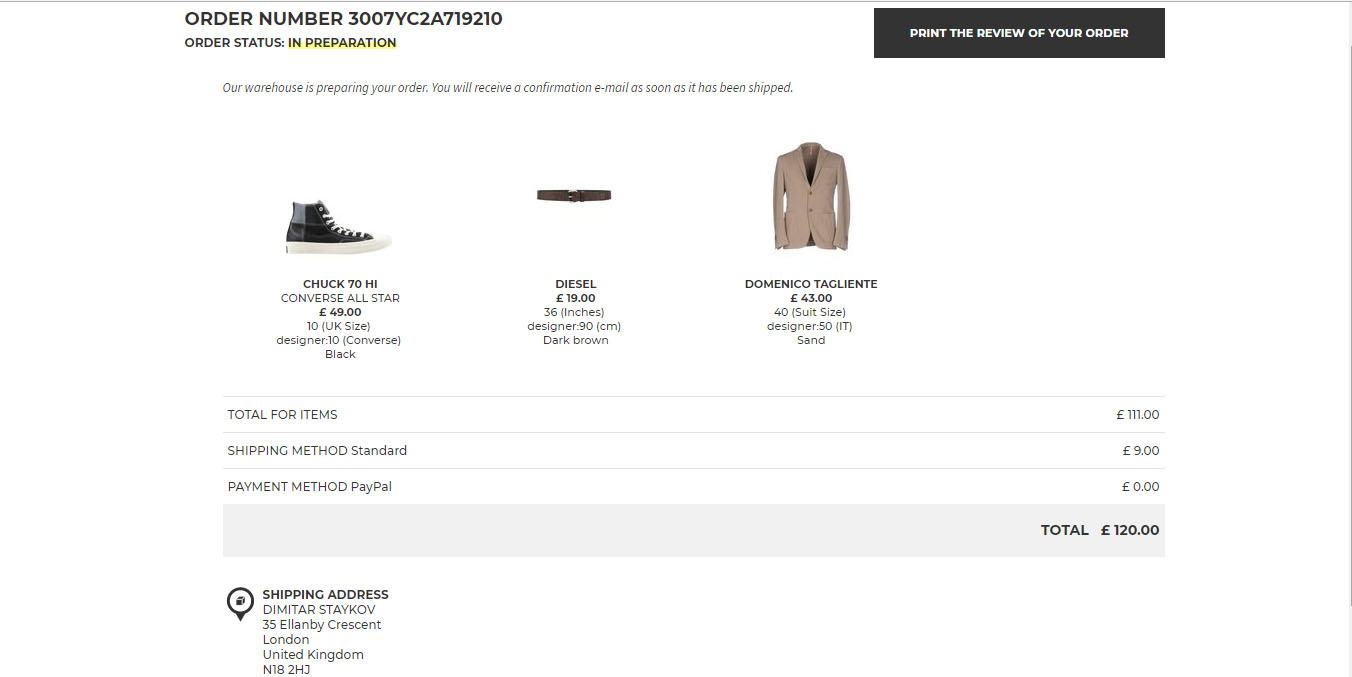 ORDER NUMBER 3007YC2A719210
ORDER STATUS: IN PREPARATION
PRINT THE REVIEW OF YOUR ORDER
Our warehouse is preparing your order. You will receive a confirmation e-mail as soon as it has been shipped.
CHUCK 70 HI
CONVERSE ALL STAR
£ 49.00
10 (UK Size)
designer:10 (Converse)
Black
DIESEL
£ 19.00
36 (Inches)
designer:90 (cm)
Dark brown
DOMENICO TAGLIENTE
£ 43.00
40 (Suit Size)
designer:50 (IT)
Sand
TOTAL FOR ITEMS £ 111.00
SHIPPING METHOD Standard £ 9.00
PAYMENT METHOD PayPal £ 0.00
TOTAL £ 120.00
SHIPPING ADDRESS
DIMITAR STAYKOV
35 Ellanby Crescent
London
United Kingdom
N18 2HJ